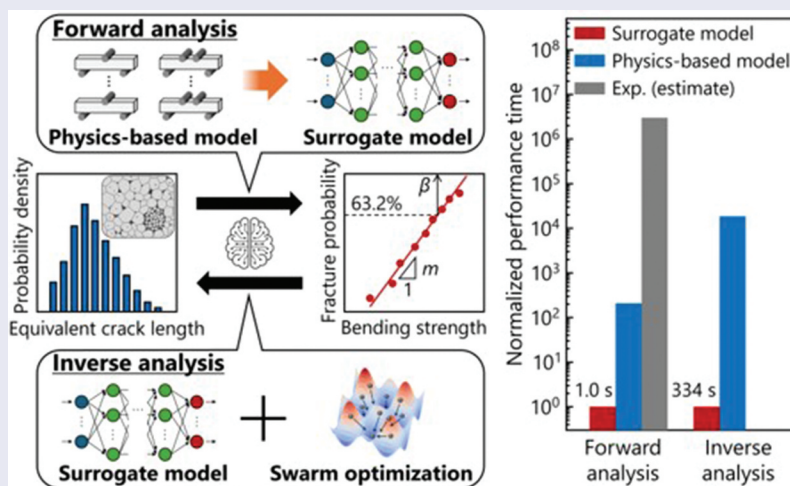 Forward analysis
Physics-based model
Surrogate model
Probability density
Equivalent crack length
Fracture probability
63.2%
β
m
1
Bending strength
Inverse analysis
Surrogate model
Swarm optimization
Surrogate model
Physics-based model
Exp. (estimate)
Normalized performance time
10⁸
10⁷
10⁶
10⁵
10⁴
10³
10²
10¹
10⁰
1.0 s
334 s
Forward analysis
Inverse analysis